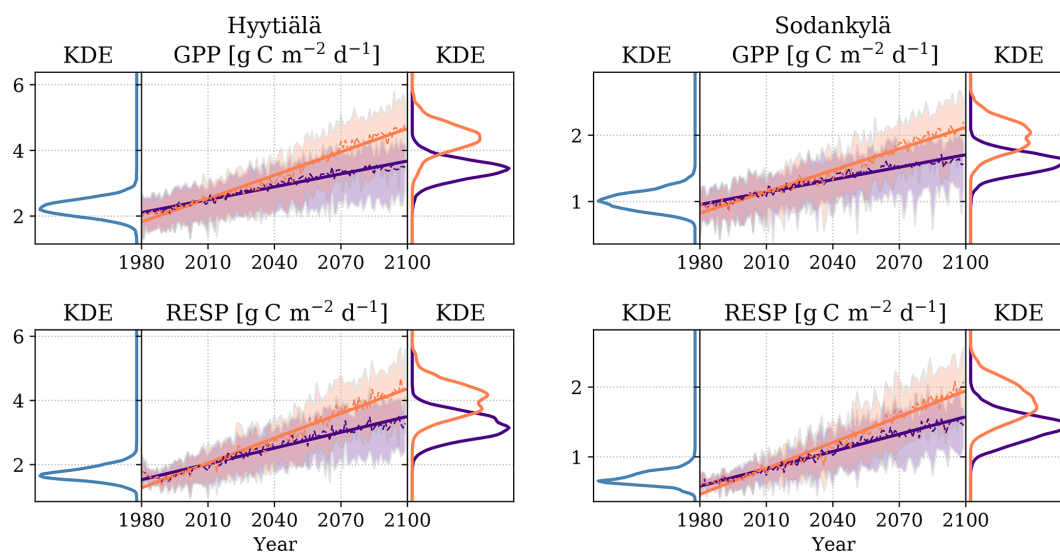 Hyytiälä
Sodankylä
KDE GPP [g C m⁻² d⁻¹] KDE
KDE GPP [g C m⁻² d⁻¹] KDE
6
4
2
1980 2010 2040 2070 2100
2
1
1980 2010 2040 2070 2100
KDE RESP [g C m⁻² d⁻¹] KDE
KDE RESP [g C m⁻² d⁻¹] KDE
6
4
2
1980 2010 2040 2070 2100
Year
2
1
1980 2010 2040 2070 2100
Year